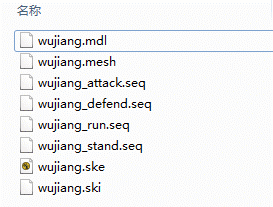 名称
wujiang.mdl
wujiang.mesh
wujiang_attack.seq
wujiang_defend.seq
wujiang_run.seq
wujiang_stand.seq
wujiang.ske
wujiang.ski